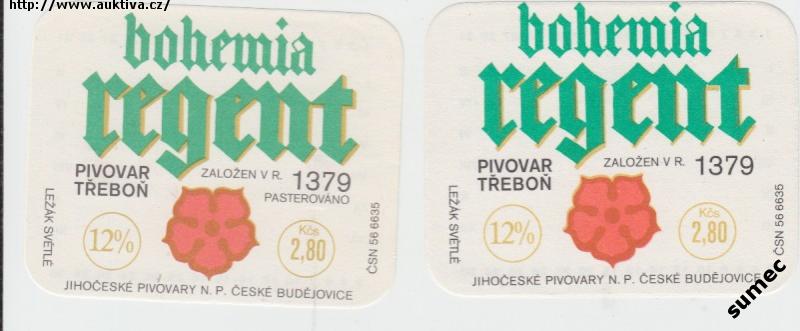 http://www.auktiva.cz/
bohemia
regent
PIVOVAR
TŘEBOŇ
ZALOŽEN V R. 1379
PASTEROVÁNO
LEŽÁK SVĚTLÉ
12%
Kčs
2,80
ČSN 56 6635
JIHOČESKÉ PIVOVARY N. P. ČESKÉ BUDĚJOVICE
bohemia
regent
PIVOVAR
TŘEBOŇ
ZALOŽEN V R. 1379
LEŽÁK SVĚTLÉ
12%
Kčs
2,80
ČSN 56 6635
JIHOČESKÉ PIVOVARY N. P. ČESKÉ BUDĚJOVICE
sumec